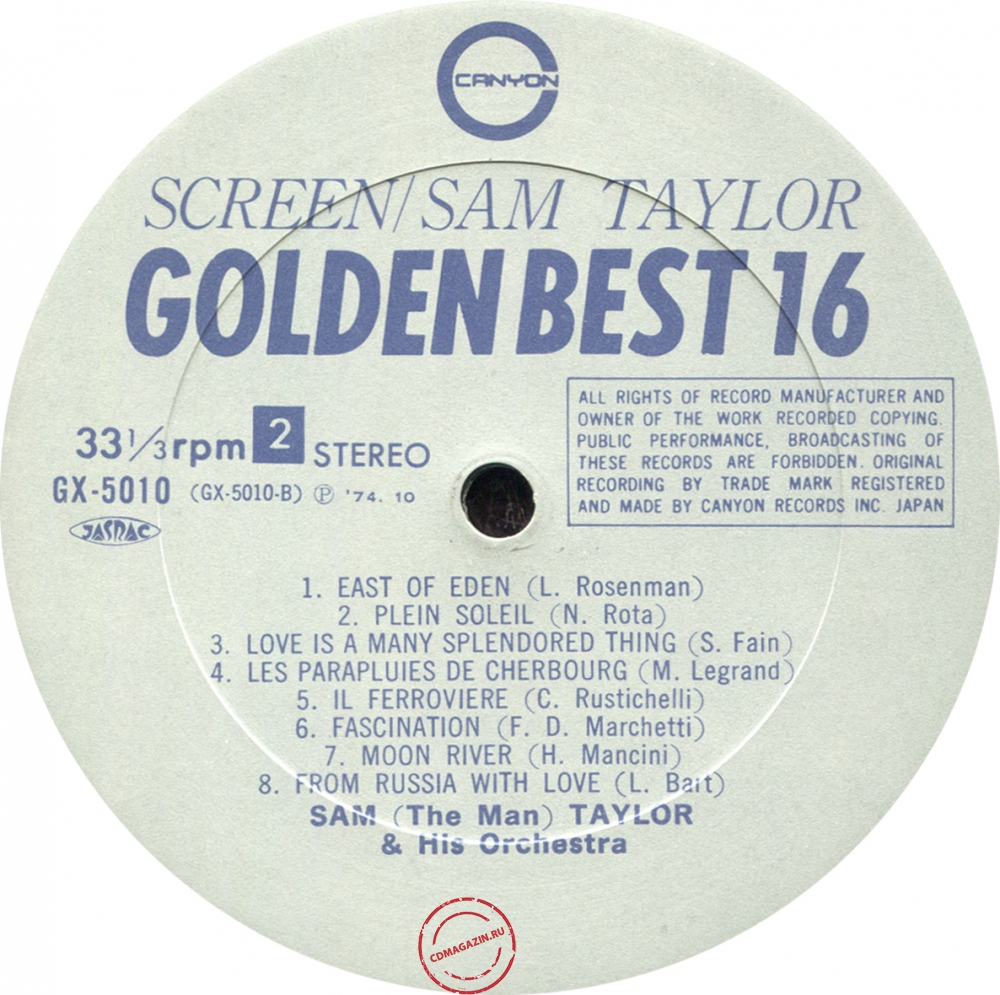 CANYON
SCREEN/SAM TAYLOR
GOLDEN BEST 16
33 1/3 rpm 2 STEREO
GX-5010 (GX-5010-B) Ⓟ '74. 10
JASRAC
ALL RIGHTS OF RECORD MANUFACTURER AND
OWNER OF THE WORK RECORDED COPYING.
PUBLIC PERFORMANCE, BROADCASTING OF
THESE RECORDS ARE FORBIDDEN. ORIGINAL
RECORDING BY TRADE MARK REGISTERED
AND MADE BY CANYON RECORDS INC. JAPAN
1. EAST OF EDEN (L. Rosenman)
2. PLEIN SOLEIL (N. Rota)
3. LOVE IS A MANY SPLENDORED THING (S. Fain)
4. LES PARAPLUIES DE CHERBOURG (M. Legrand)
5. IL FERROVIERE (C. Rustichelli)
6. FASCINATION (F. D. Marchetti)
7. MOON RIVER (H. Mancini)
8. FROM RUSSIA WITH LOVE (L. Bart)
SAM (The Man) TAYLOR
& His Orchestra
CDMAGAZIN.RU